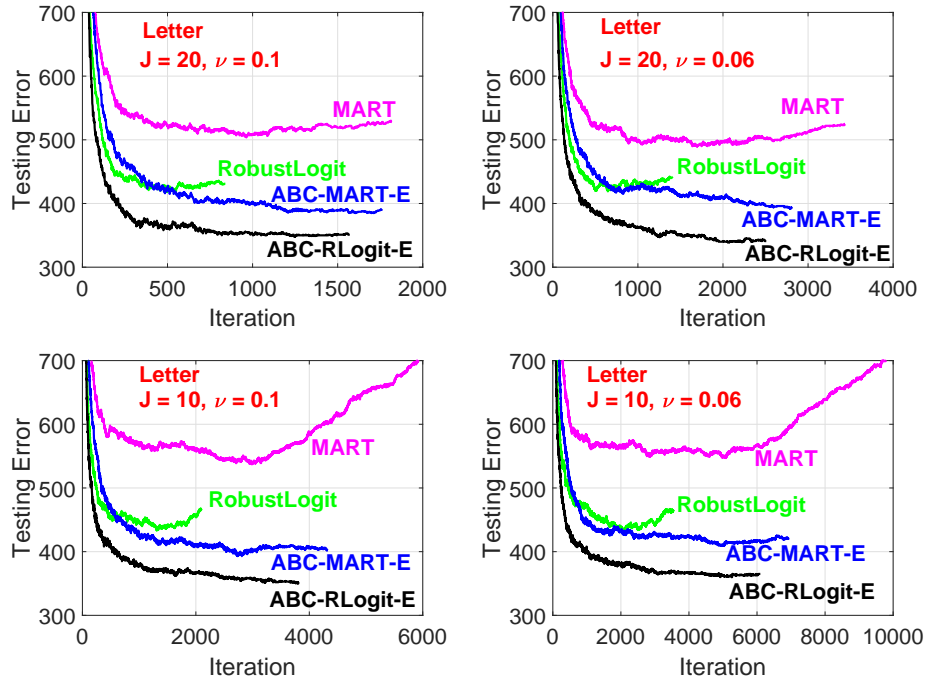 Letter
J = 20, ν = 0.1
MART
RobustLogit
ABC-MART-E
ABC-RLogit-E
Testing Error
700
600
500
400
300
0 500 1000 1500 2000
Iteration
Letter
J = 20, ν = 0.06
MART
RobustLogit
ABC-MART-E
ABC-RLogit-E
Testing Error
700
600
500
400
300
0 1000 2000 3000 4000
Iteration
Letter
J = 10, ν = 0.1
MART
RobustLogit
ABC-MART-E
ABC-RLogit-E
Testing Error
700
600
500
400
300
0 2000 4000 6000
Iteration
Letter
J = 10, ν = 0.06
MART
RobustLogit
ABC-MART-E
ABC-RLogit-E
Testing Error
700
600
500
400
300
0 2000 4000 6000 8000 10000
Iteration